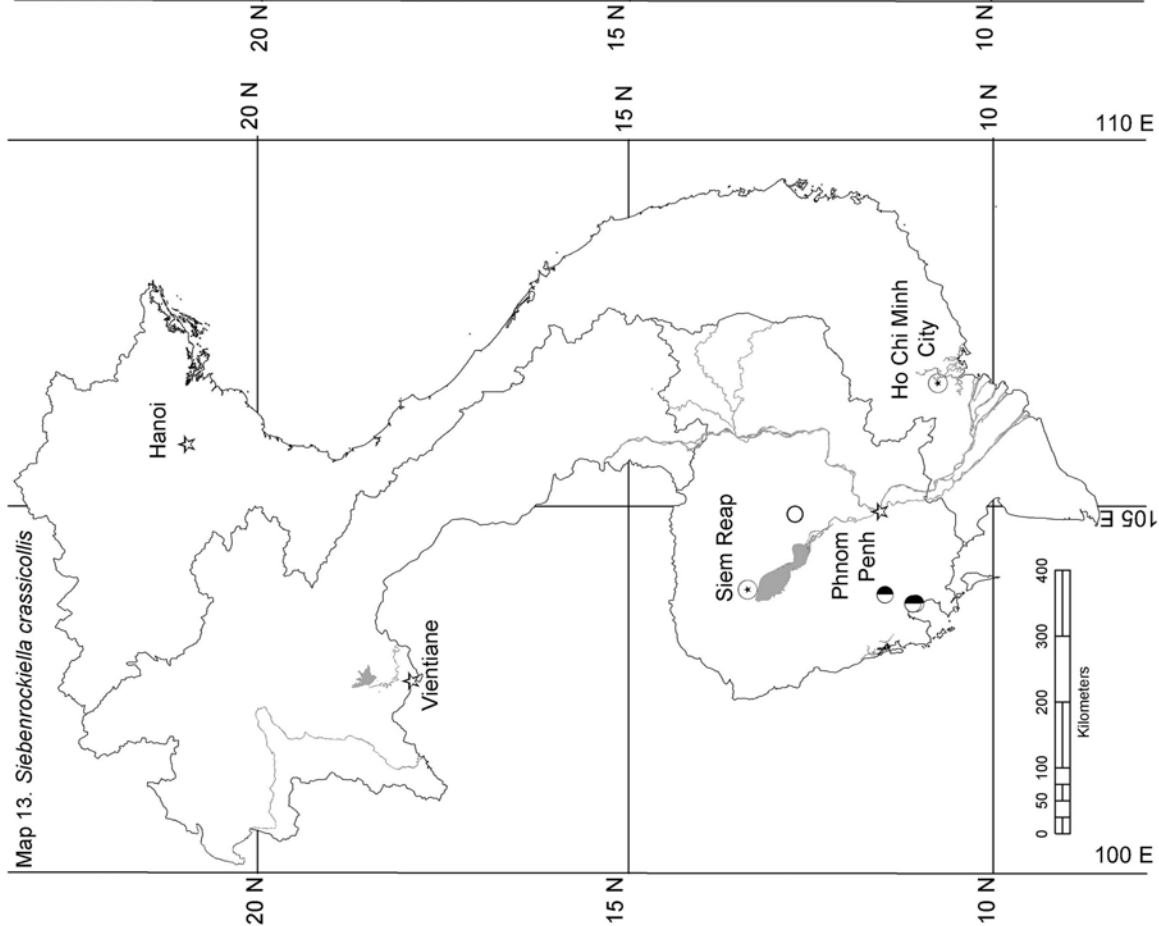 Map 13. Siebenrockiella crassicollis
20 N
20 N
20 N
Hanoi
Vientiane
15 N
15 N
15 N
Siem Reap
Phnom
Penh
Ho Chi Minh
City
10 N
10 N
10 N
100 E
105 E
110 E
0 50 100 200 300 400
Kilometers